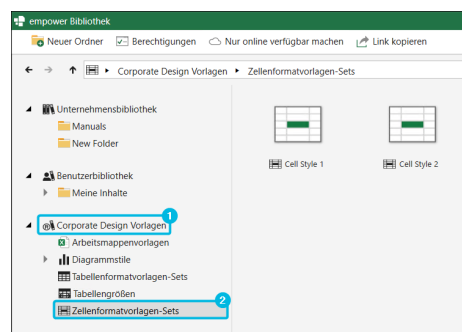 empower Bibliothek
Neuer Ordner Berechtigungen Nur online verfügbar machen Link kopieren
Corporate Design Vorlagen Zellenformatvorlagen-Sets
Unternehmensbibliothek
Manuals
New Folder
Cell Style 1 Cell Style 2
Benutzerbibliothek
Meine Inhalte
1
Corporate Design Vorlagen
Arbeitsmappenvorlagen
Diagrammstile
Tabellenformatvorlagen-Sets
Tabellengrößen
2
Zellenformatvorlagen-Sets